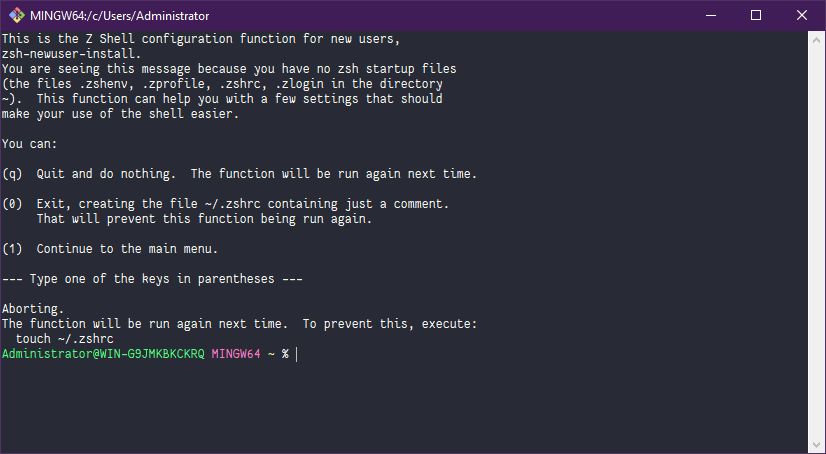 MINGW64:/c/Users/Administrator
This is the Z Shell configuration function for new users,
zsh-newuser-install.
You are seeing this message because you have no zsh startup files
(the files .zshenv, .zprofile, .zshrc, .zlogin in the directory
~).  This function can help you with a few settings that should
make your use of the shell easier.
You can:
(q)  Quit and do nothing.  The function will be run again next time.
(0)  Exit, creating the file ~/.zshrc containing just a comment.
     That will prevent this function being run again.
(1)  Continue to the main menu.
--- Type one of the keys in parentheses ---
Aborting.
The function will be run again next time.  To prevent this, execute:
  touch ~/.zshrc
Administrator@WIN-G9JMKBKCKRQ MINGW64 ~ %